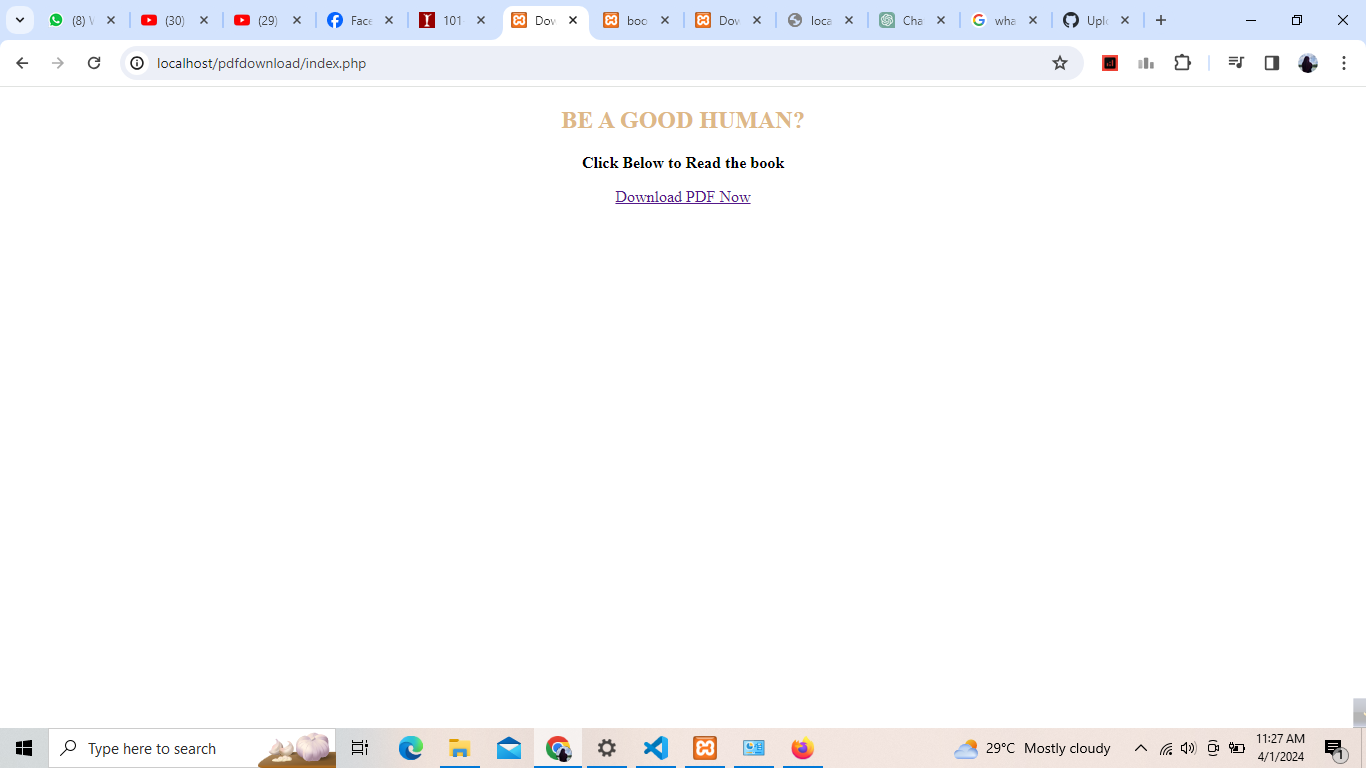 (8) W
(30)
(29)
Face
101
Dow
boo
Dow
loca
Cha
wha
Uplo
localhost/pdfdownload/index.php
BE A GOOD HUMAN?
Click Below to Read the book
Download PDF Now
Type here to search
29°C Mostly cloudy
11:27 AM
4/1/2024
1